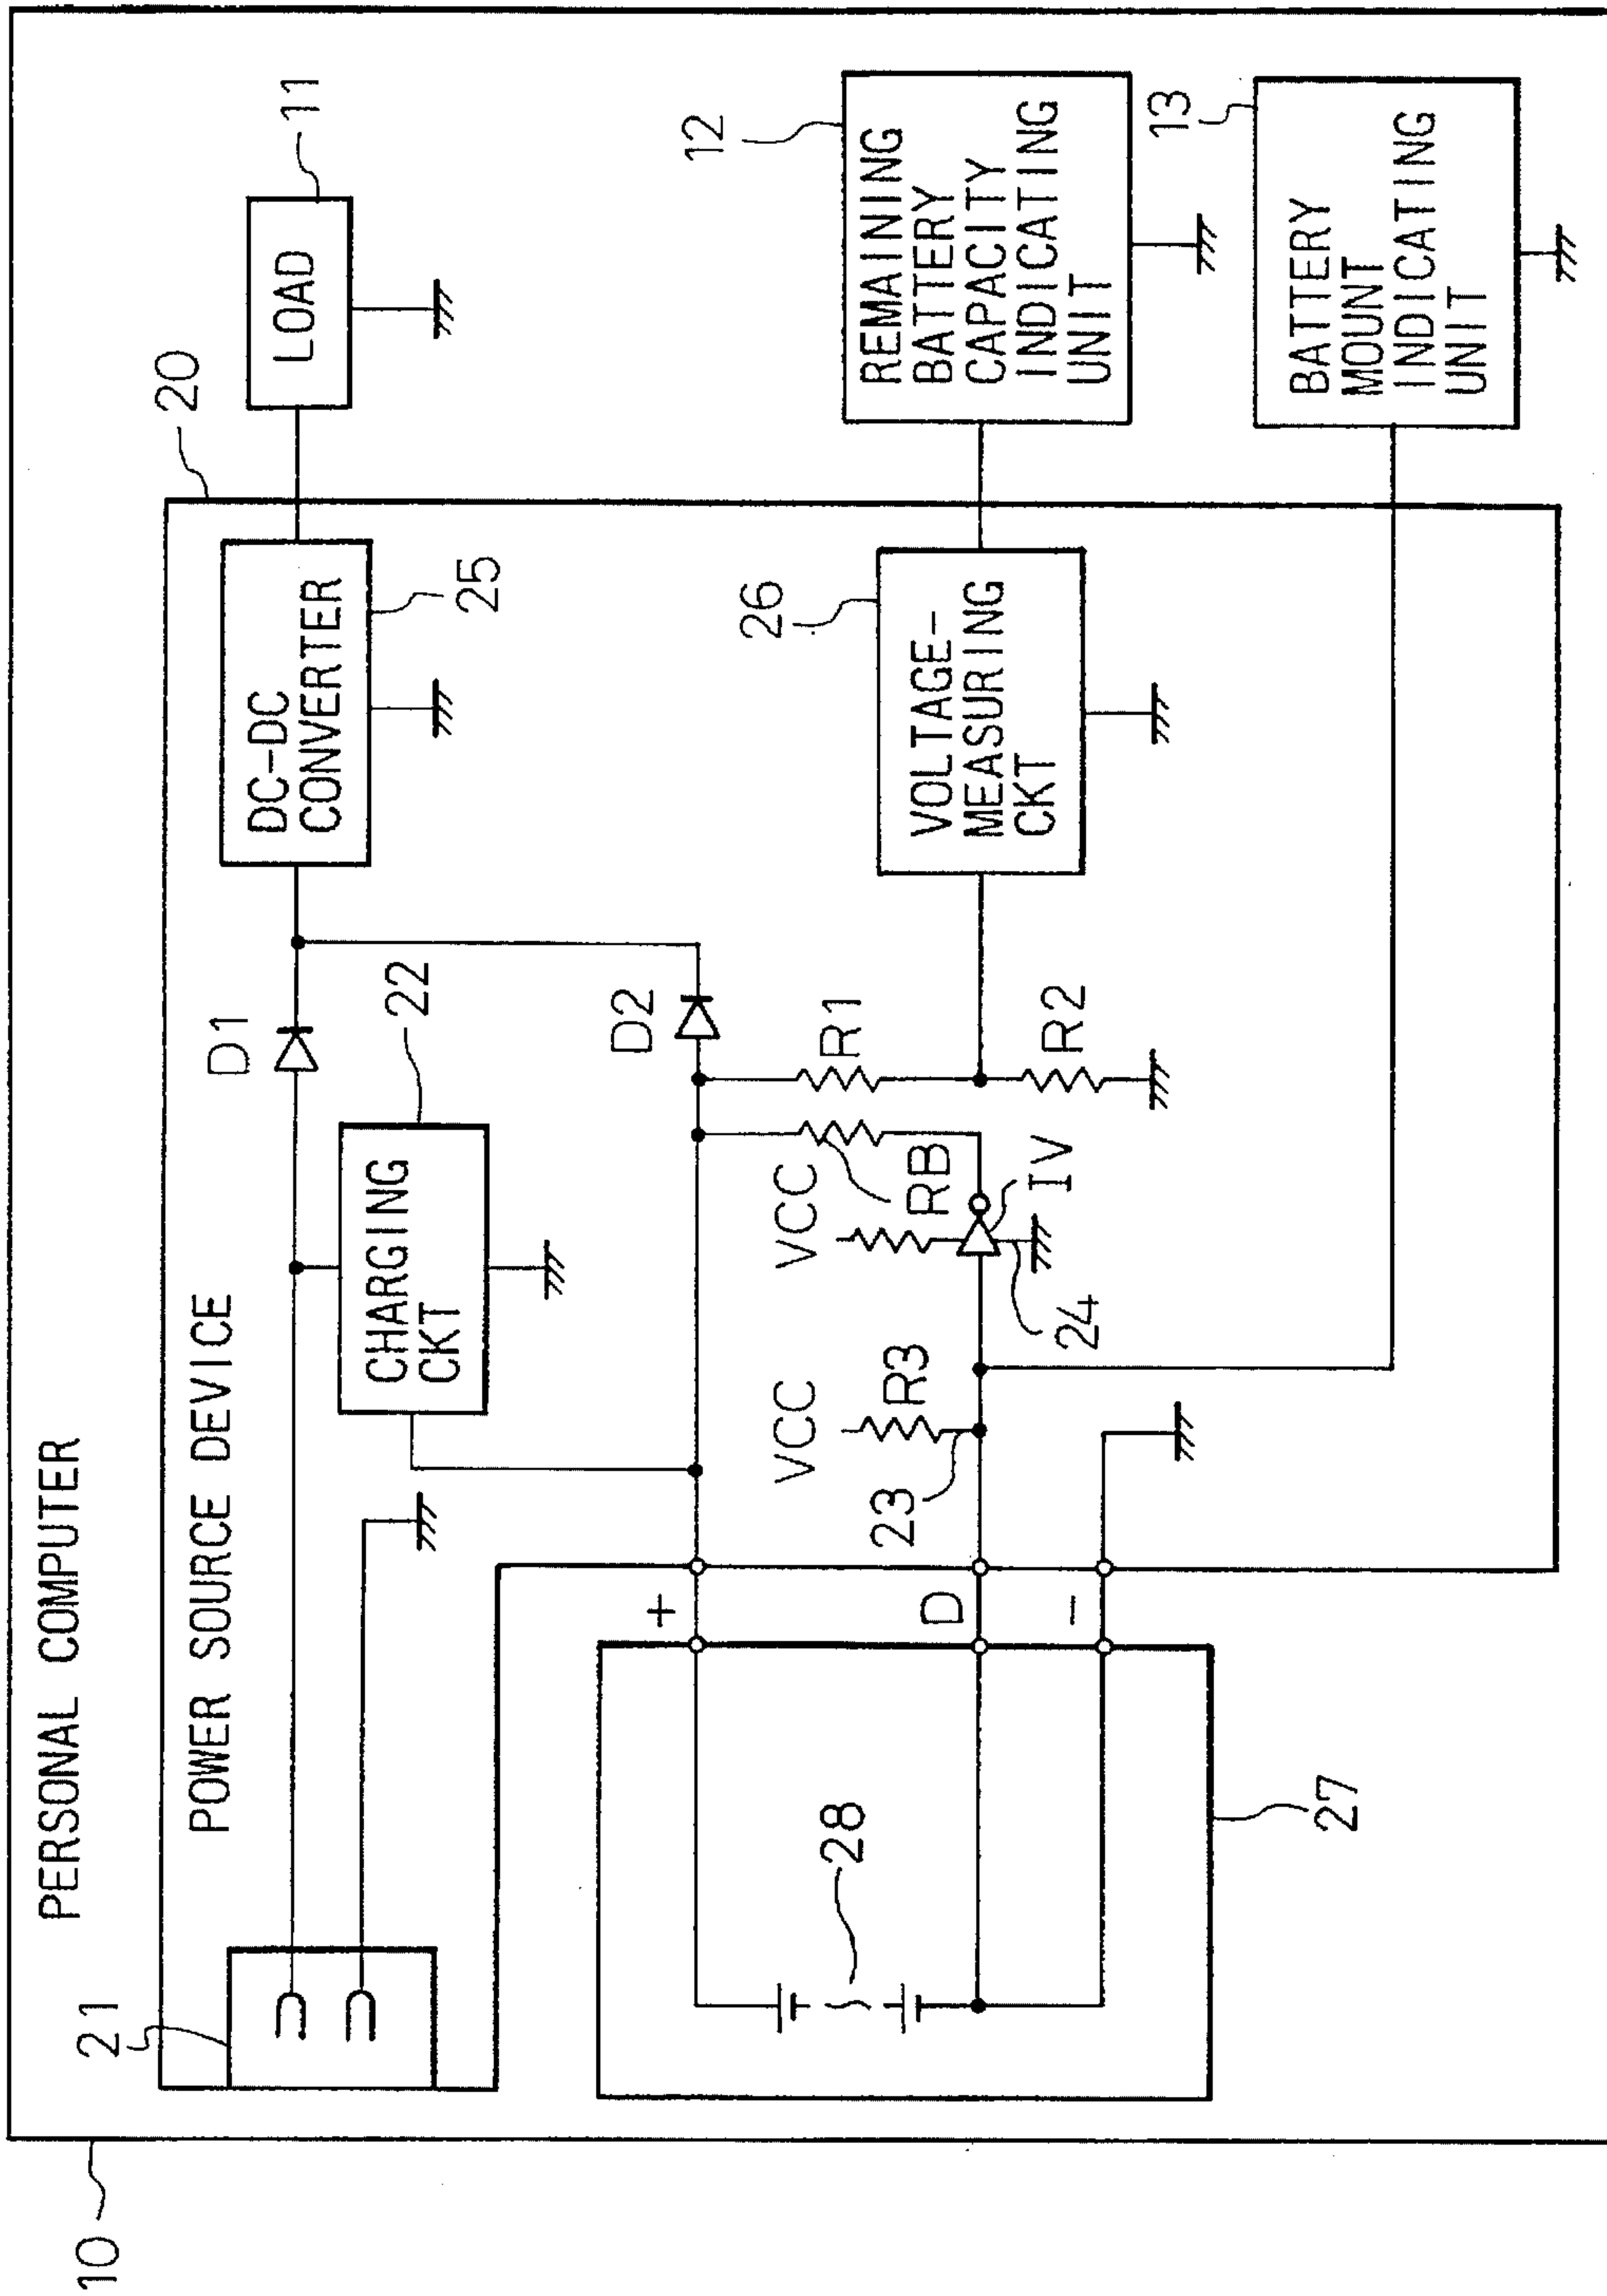 10
PERSONAL COMPUTER
20
11
LOAD
21
POWER SOURCE DEVICE
D1
DC-DC
CONVERTER
25
CHARGING
CKT
22
12
REMAINING
BATTERY
CAPACITY
INDICATING
UNIT
+
D2
VCC
VCC
R1
26
VOLTAGE-
MEASURING
CKT
28
23
R3
RB
D
IV
R2
24
-
13
BATTERY
MOUNT
INDICATING
UNIT
27